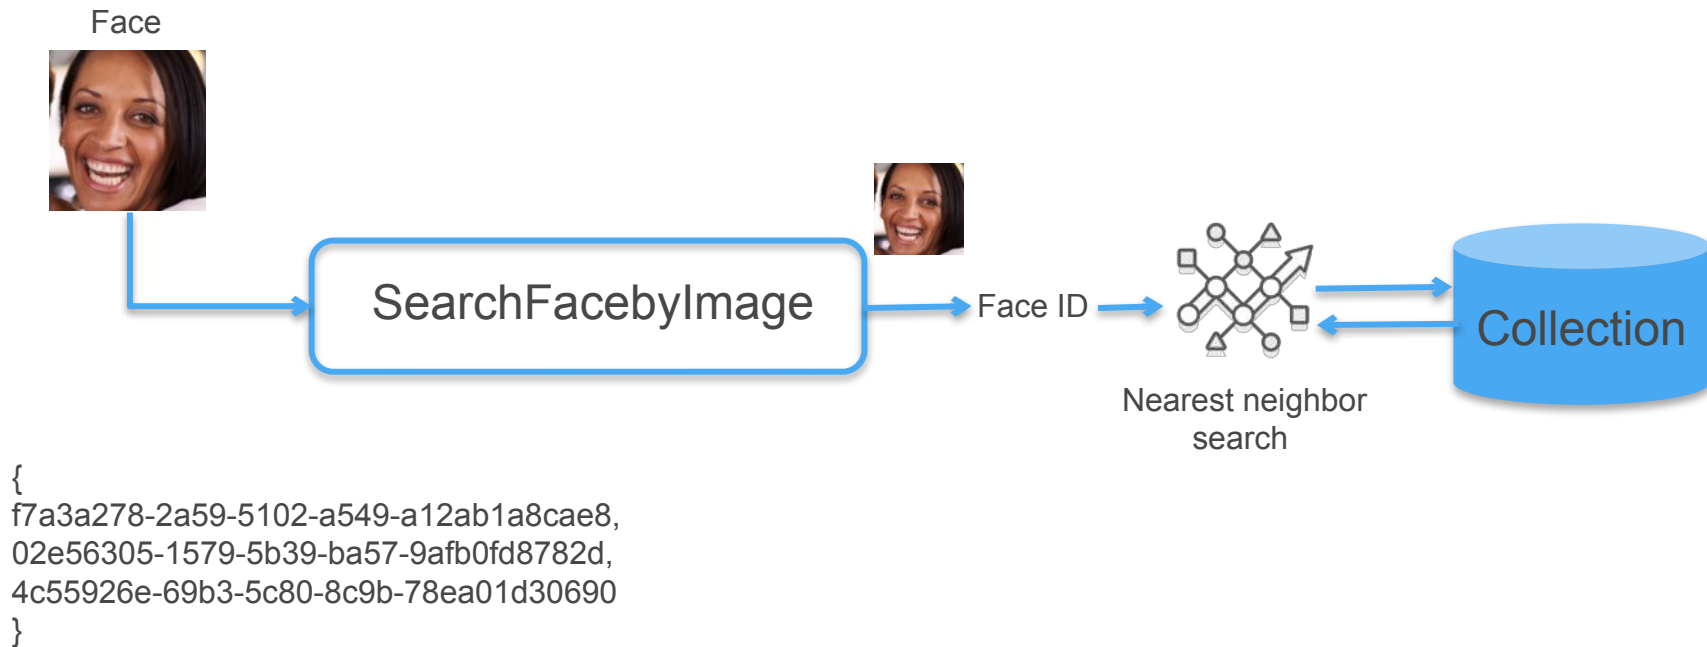 Face
SearchFacebyImage
Face ID
Nearest neighbor
search
Collection
{
f7a3a278-2a59-5102-a549-a12ab1a8cae8,
02e56305-1579-5b39-ba57-9afb0fd8782d,
4c55926e-69b3-5c80-8c9b-78ea01d30690
}